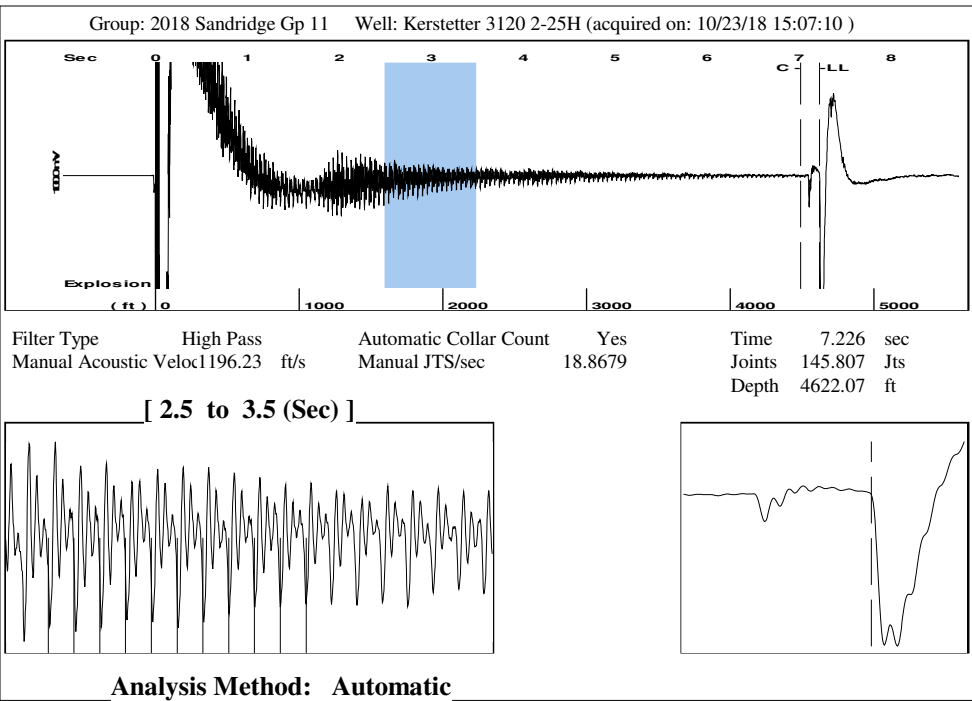 Group: 2018 Sandridge Gp 11 Well: Kerstetter 3120 2-25H (acquired on: 10/23/18 15:07:10 )
Sec 0 1 2 3 4 5 6 7 8
C LL
Explosion
( ft ) 0 1000 2000 3000 4000 5000
Filter Type High Pass Automatic Collar Count Yes Time 7.226 sec
Manual Acoustic Veloc1196.23 ft/s Manual JTS/sec 18.8679 Joints 145.807 Jts
Depth 4622.07 ft
[ 2.5 to 3.5 (Sec) ]
Analysis Method: Automatic